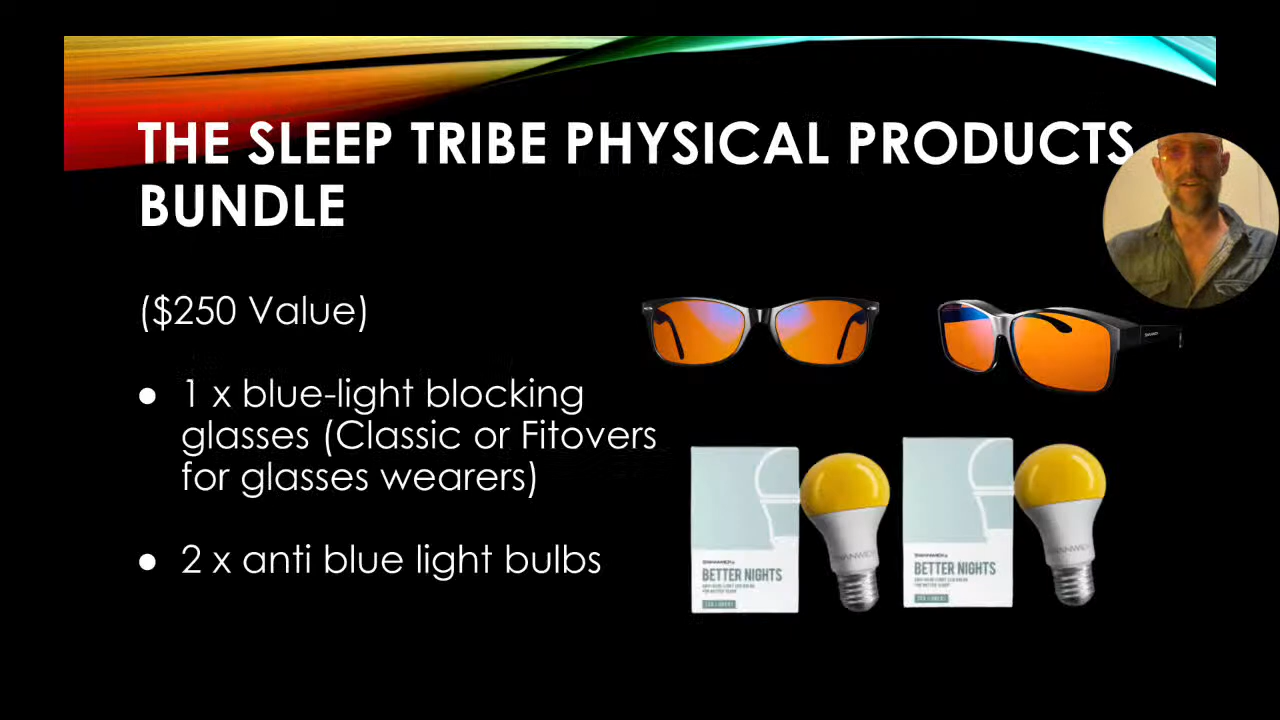 THE SLEEP TRIBE PHYSICAL PRODUCTS
BUNDLE
($250 Value)
● 1 x blue-light blocking
glasses (Classic or Fitovers
for glasses wearers)
● 2 x anti blue light bulbs
BETTER NIGHTS
BETTER NIGHTS